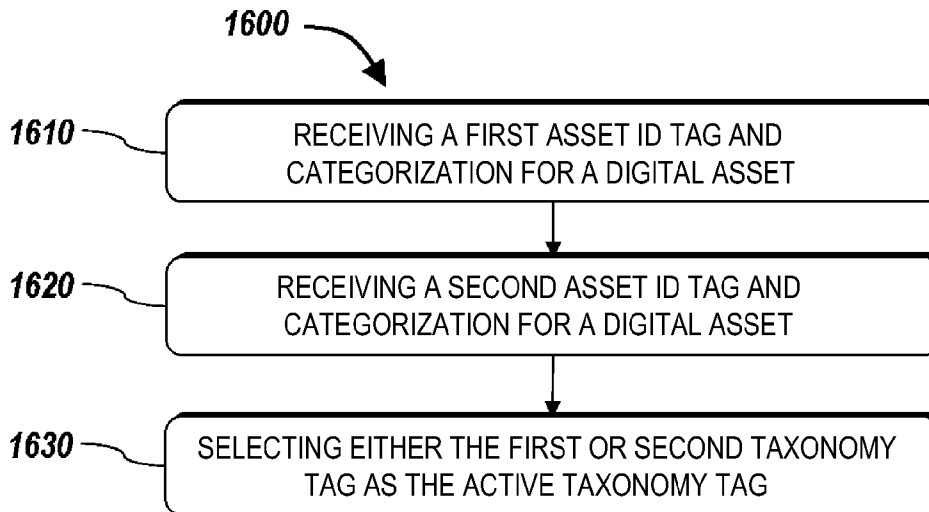 1600
1610
RECEIVING A FIRST ASSET ID TAG AND
CATEGORIZATION FOR A DIGITAL ASSET
1620
RECEIVING A SECOND ASSET ID TAG AND
CATEGORIZATION FOR A DIGITAL ASSET
1630
SELECTING EITHER THE FIRST OR SECOND TAXONOMY
TAG AS THE ACTIVE TAXONOMY TAG